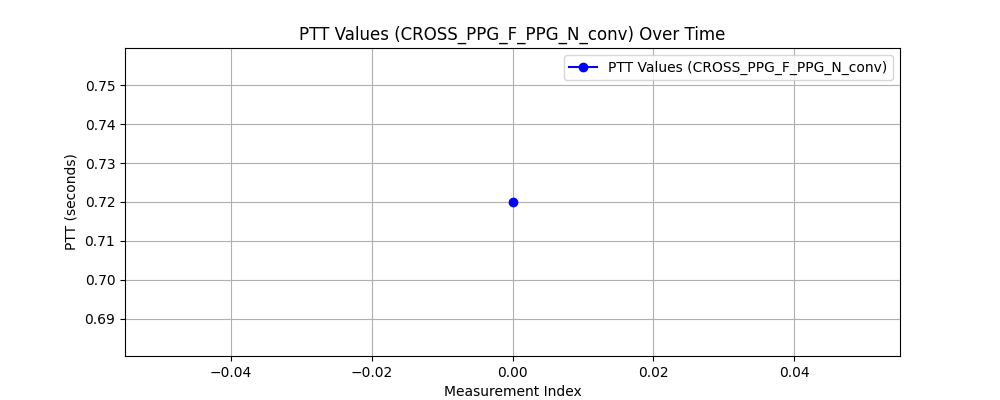 PTT Values (CROSS_PPG_F_PPG_N_conv) Over Time
PTT Values (CROSS_PPG_F_PPG_N_conv)
PTT (seconds)
0.75
0.74
0.73
0.72
0.71
0.70
0.69
−0.04 −0.02 0.00 0.02 0.04
Measurement Index